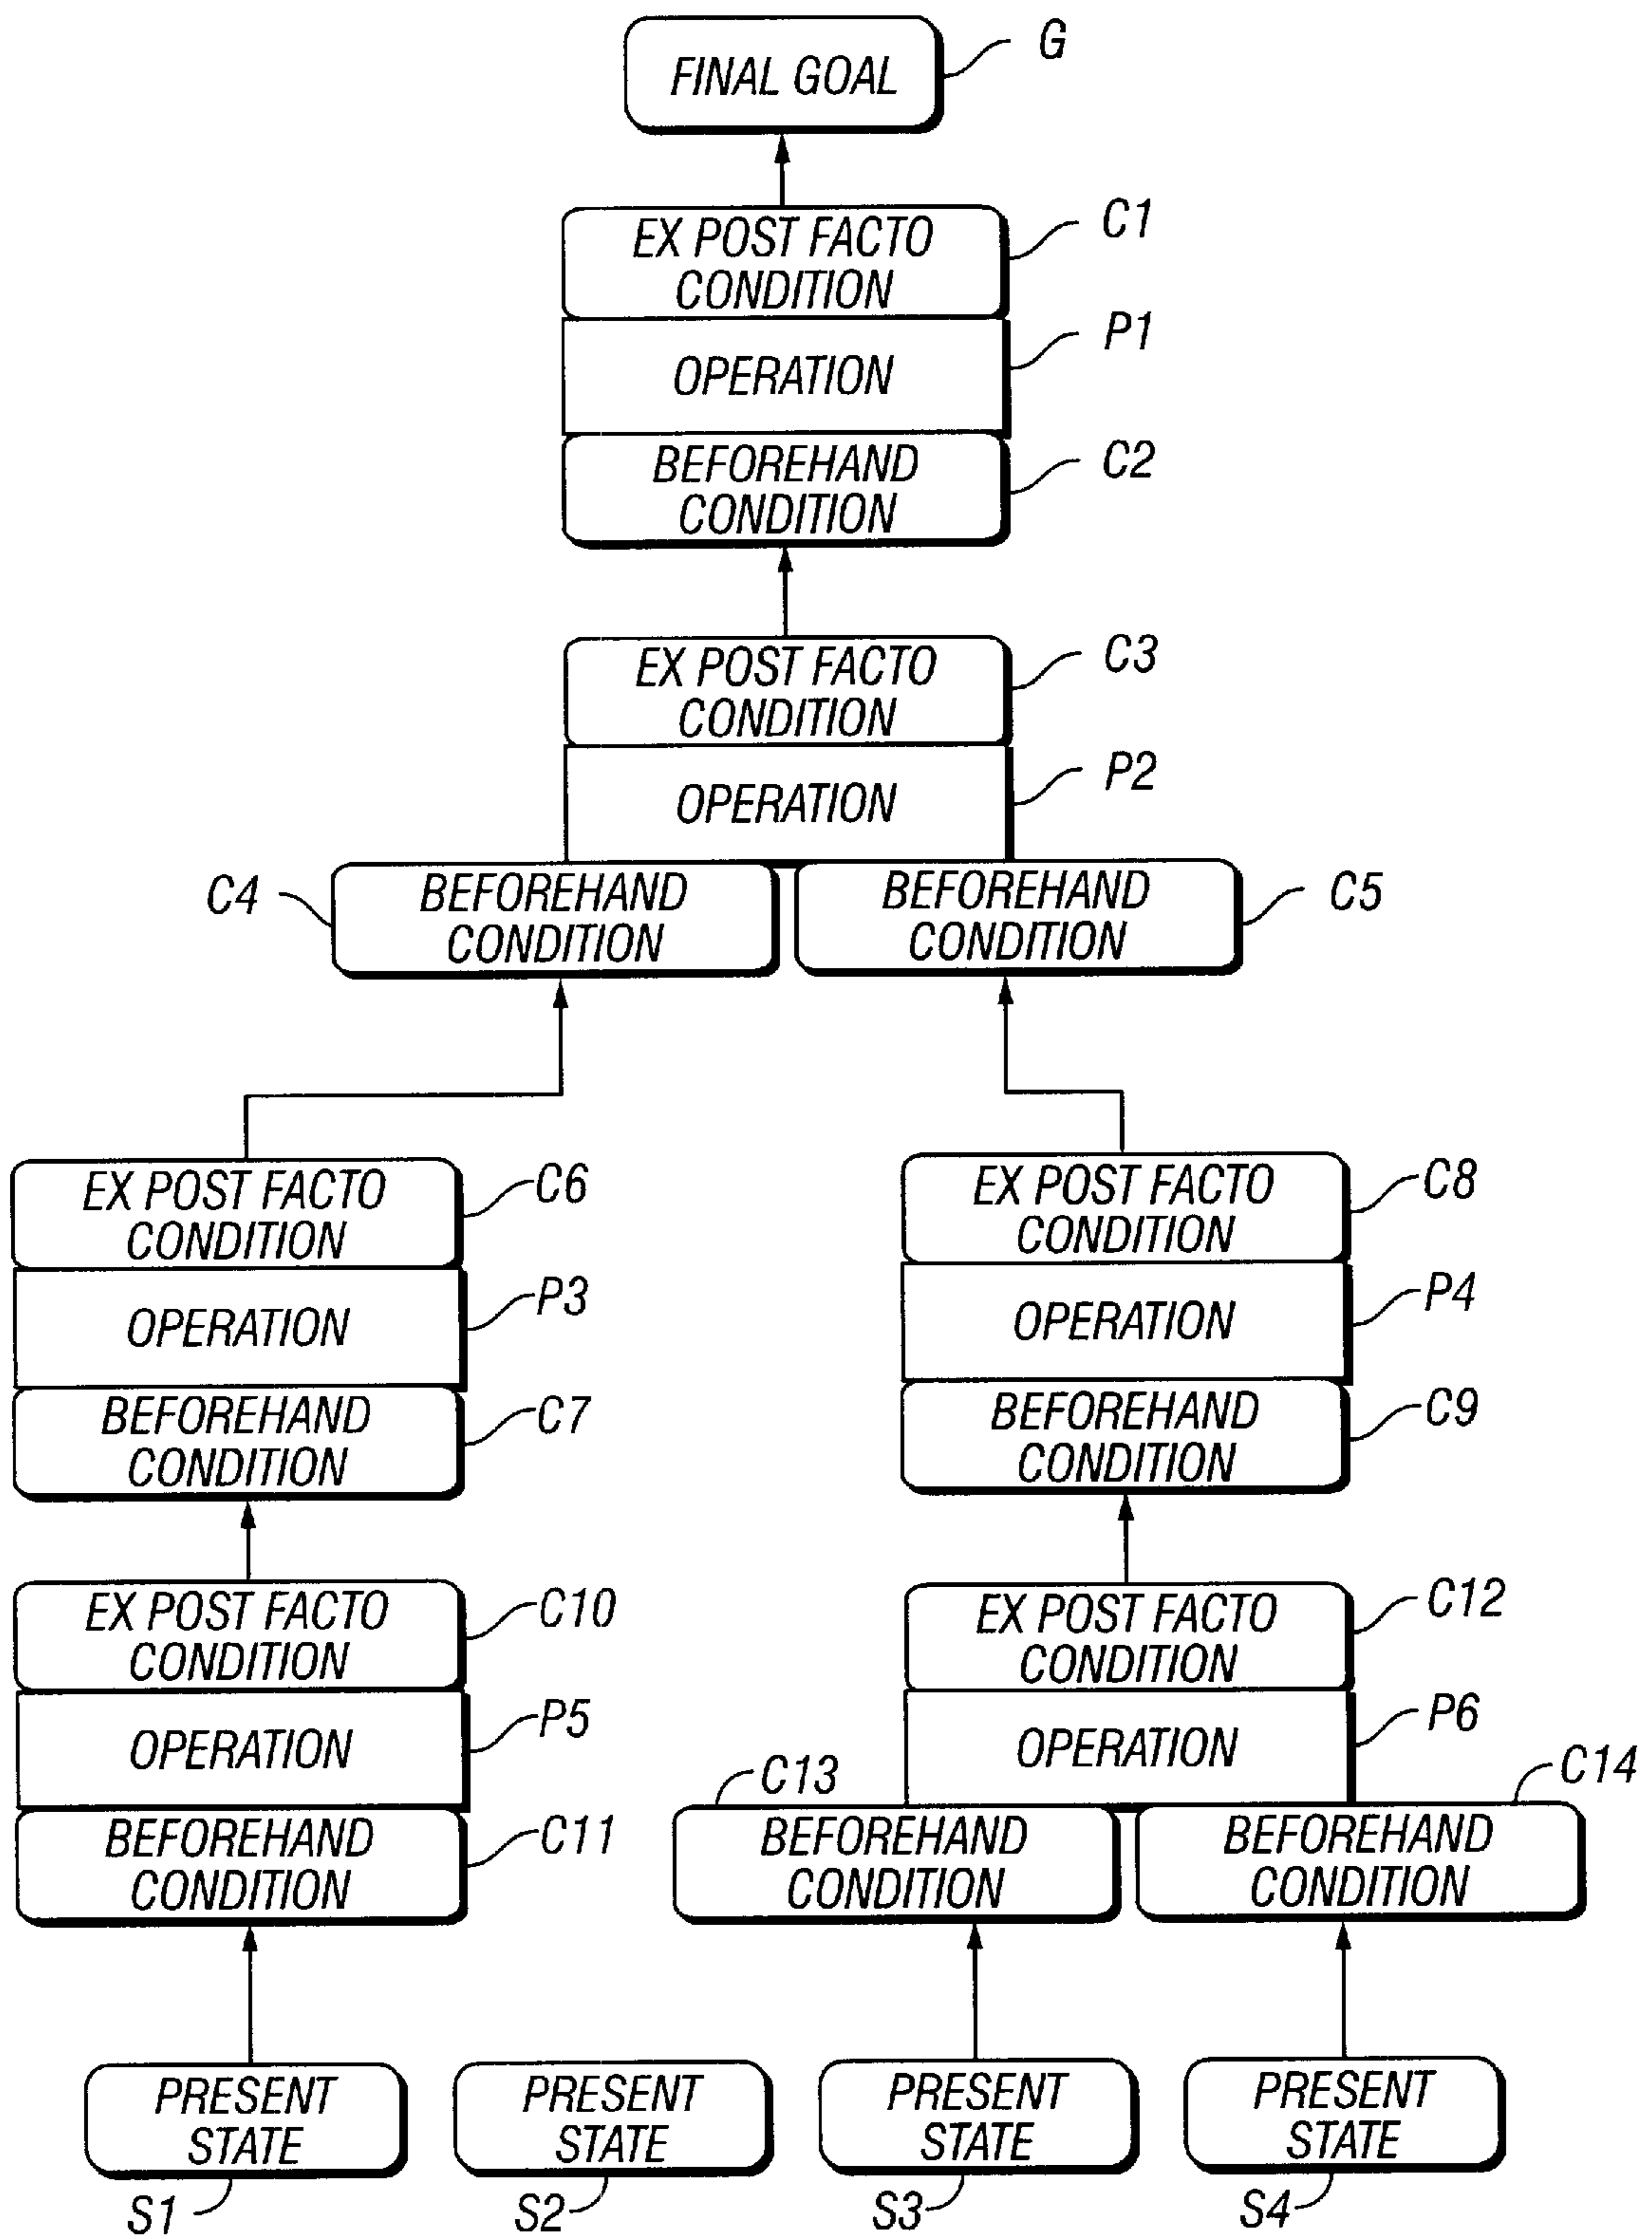 FINAL GOAL
G
EX POST FACTO
CONDITION
C1
OPERATION
P1
BEFOREHAND
CONDITION
C2
EX POST FACTO
CONDITION
C3
OPERATION
P2
C4
BEFOREHAND
CONDITION
BEFOREHAND
CONDITION
C5
EX POST FACTO
CONDITION
C6
OPERATION
P3
BEFOREHAND
CONDITION
C7
EX POST FACTO
CONDITION
C8
OPERATION
P4
BEFOREHAND
CONDITION
C9
EX POST FACTO
CONDITION
C10
OPERATION
P5
BEFOREHAND
CONDITION
C11
EX POST FACTO
CONDITION
C12
OPERATION
P6
C13
BEFOREHAND
CONDITION
C14
BEFOREHAND
CONDITION
PRESENT
STATE
S1
PRESENT
STATE
S2
PRESENT
STATE
S3
PRESENT
STATE
S4